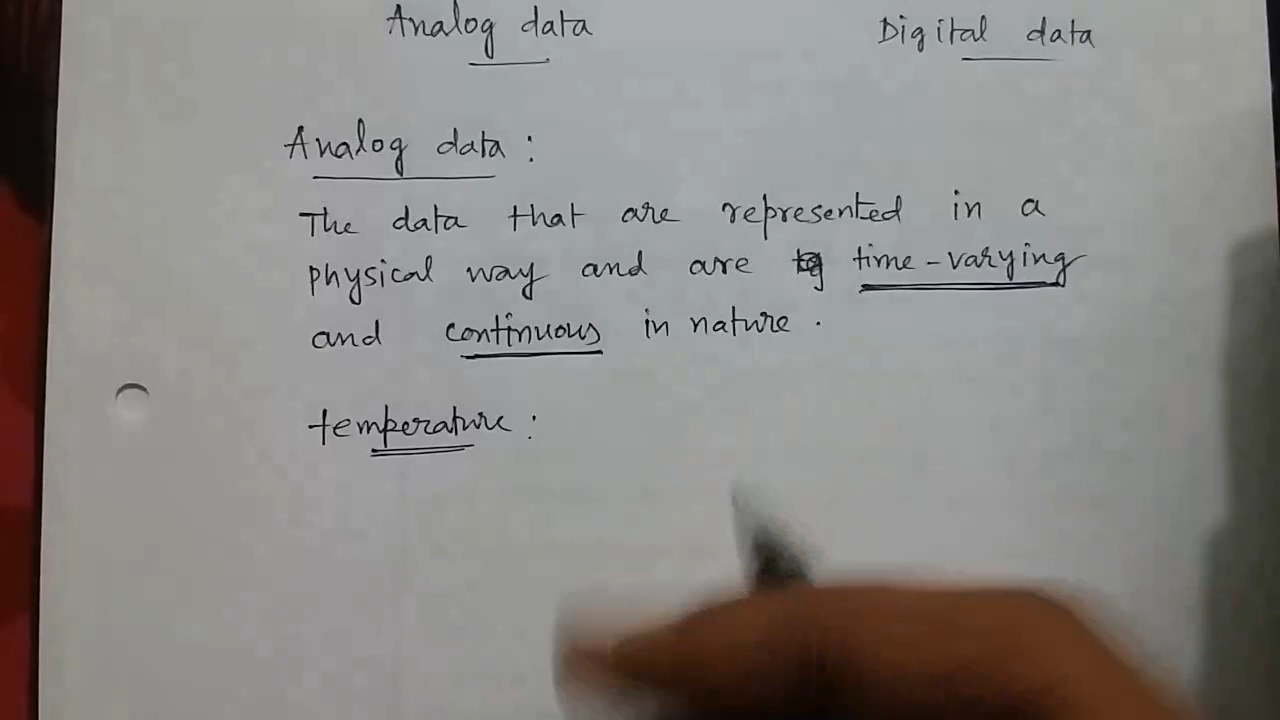 Analog data Digital data
Analog data :
The data that are represented in a
physical way and are time-varying
and continuous in nature.
temperature :